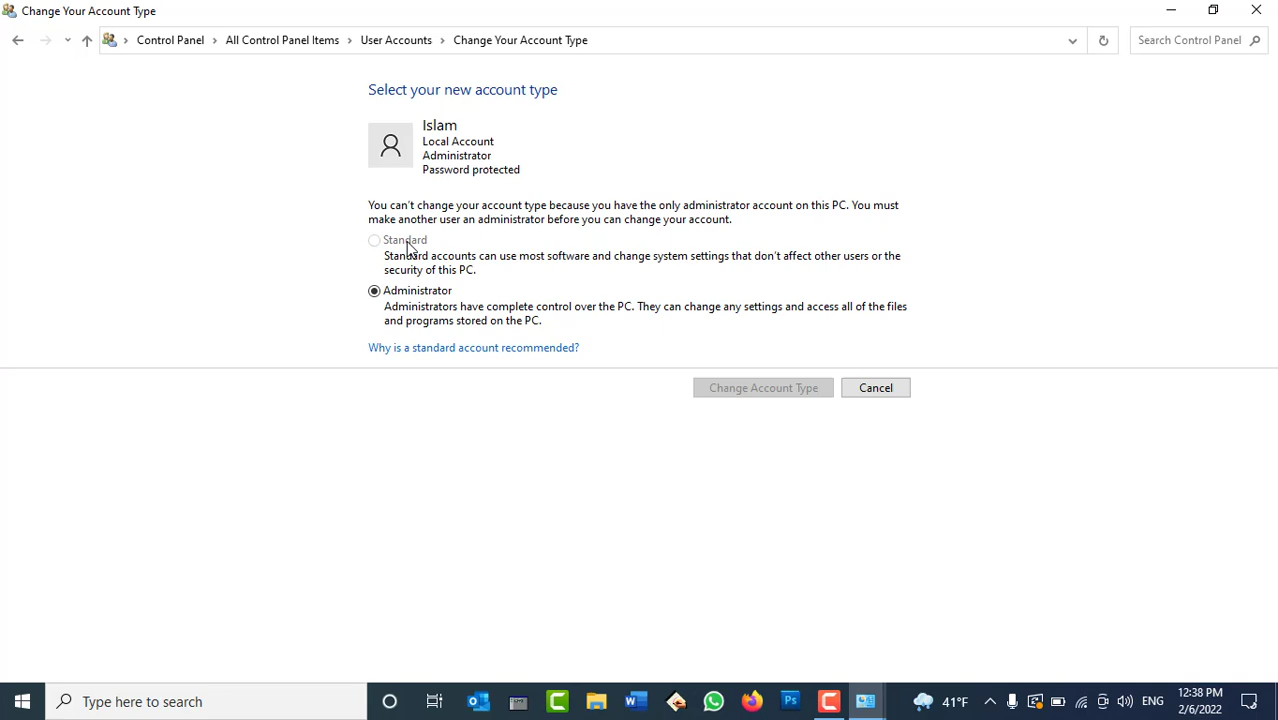 Change Your Account Type
Control Panel > All Control Panel Items > User Accounts > Change Your Account Type
Search Control Panel
Select your new account type
Islam
Local Account
Administrator
Password protected
You can't change your account type because you have the only administrator account on this PC. You must
make another user an administrator before you can change your account.
Standard
Standard accounts can use most software and change system settings that don't affect other users or the
security of this PC.
Administrator
Administrators have complete control over the PC. They can change any settings and access all of the files
and programs stored on the PC.
Why is a standard account recommended?
Change Account Type
Cancel
Type here to search
Ps
41°F
ENG
12:38 PM
2/6/2022